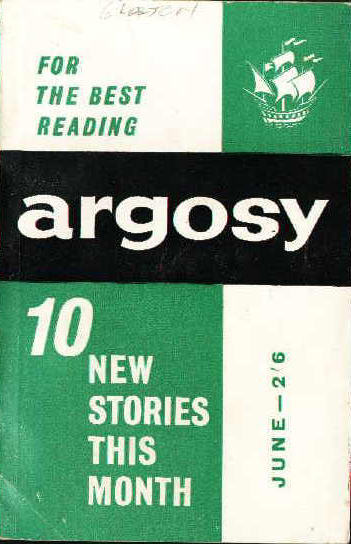 FOR
THE BEST
READING
argosy
10
NEW
STORIES
THIS
MONTH
JUNE—2/6